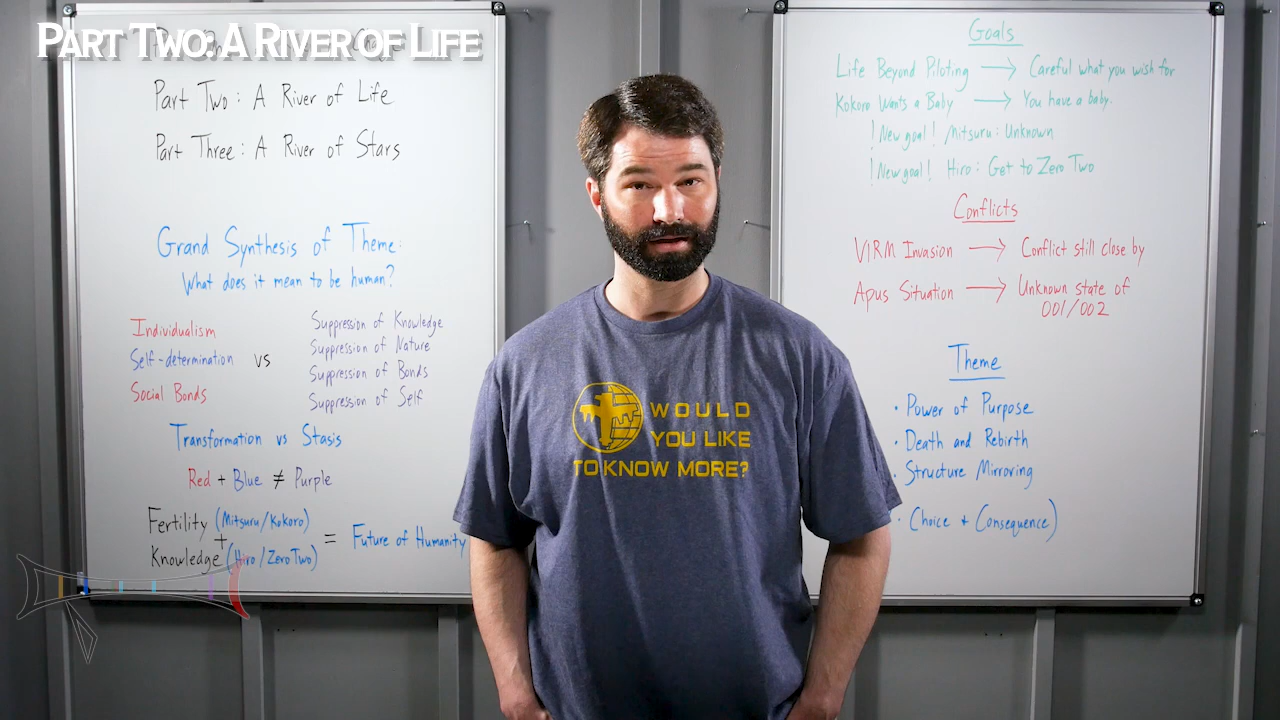 Part Two: A River of Life
Part Two: A River of Life
Part Three: A River of Stars
Grand Synthesis of Theme:
What does it mean to be human?
Individualism
Self-determination
Social Bonds
vs
Suppression of Knowledge
Suppression of Nature
Suppression of Bonds
Suppression of Self
Transformation vs Stasis
Red + Blue ≠ Purple
Fertility (Mitsuru/Kokoro)
+
Knowledge (Hiro/Zero Two)
= Future of Humanity
WOULD
YOU LIKE
TO KNOW MORE?
Goals
Life Beyond Piloting → Careful what you wish for
Kokoro Wants a Baby → You have a baby.
! New goal! Mitsuru: Unknown
! New goal! Hiro: Get to Zero Two
Conflicts
VIRM Invasion → Conflict still close by
Apus Situation → Unknown state of
001/002
Theme
• Power of Purpose
• Death and Rebirth
• Structure Mirroring
• (Choice + Consequence)